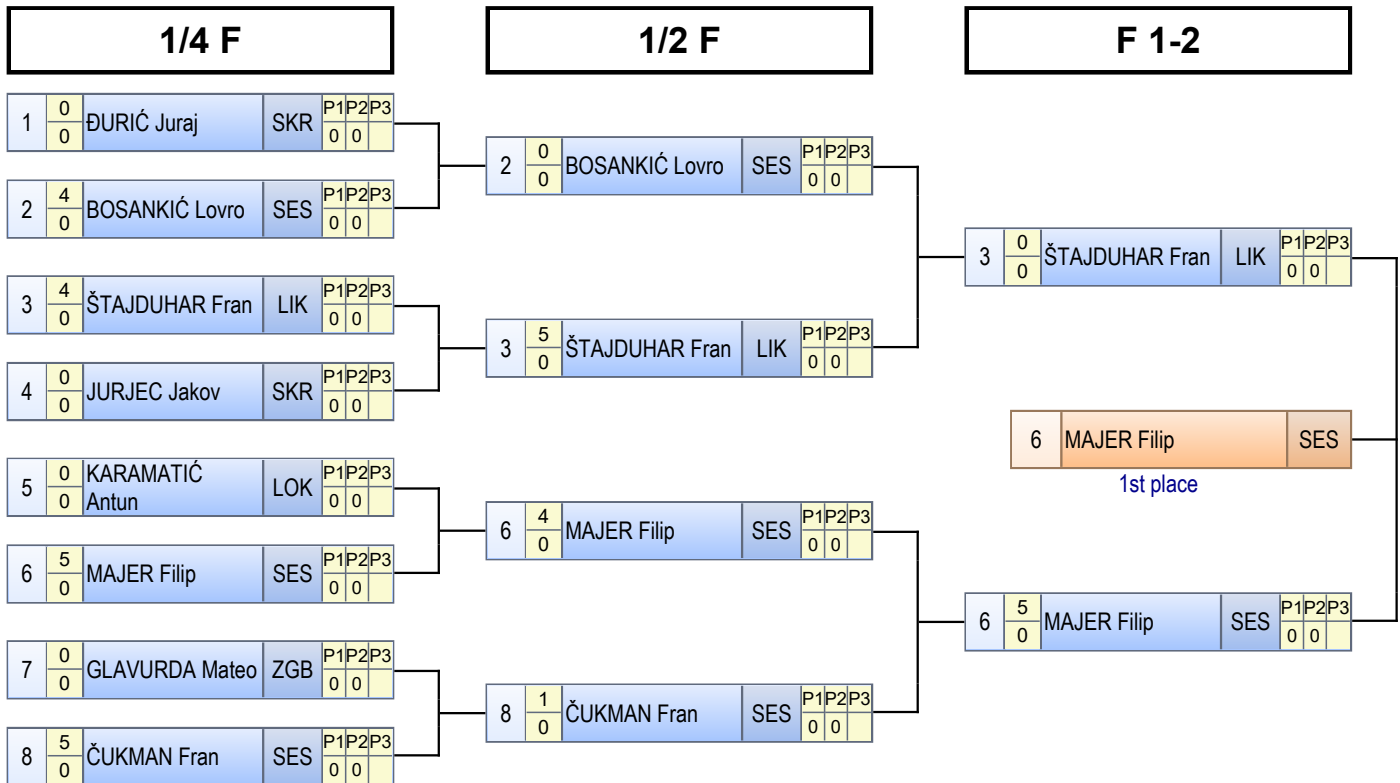 1/4 F
1/2 F
F 1-2
1 0 0 ĐURIĆ Juraj SKR P1 P2 P3 0 0
2 4 0 BOSANKIĆ Lovro SES P1 P2 P3 0 0
3 4 0 ŠTAJDUHAR Fran LIK P1 P2 P3 0 0
4 0 0 JURJEC Jakov SKR P1 P2 P3 0 0
5 0 0 KARAMATIĆ
Antun LOK P1 P2 P3 0 0
6 5 0 MAJER Filip SES P1 P2 P3 0 0
7 0 0 GLAVURDA Mateo ZGB P1 P2 P3 0 0
8 5 0 ČUKMAN Fran SES P1 P2 P3 0 0
2 0 0 BOSANKIĆ Lovro SES P1 P2 P3 0 0
3 5 0 ŠTAJDUHAR Fran LIK P1 P2 P3 0 0
6 4 0 MAJER Filip SES P1 P2 P3 0 0
8 1 0 ČUKMAN Fran SES P1 P2 P3 0 0
3 0 0 ŠTAJDUHAR Fran LIK P1 P2 P3 0 0
6 MAJER Filip SES
1st place
6 5 0 MAJER Filip SES P1 P2 P3 0 0